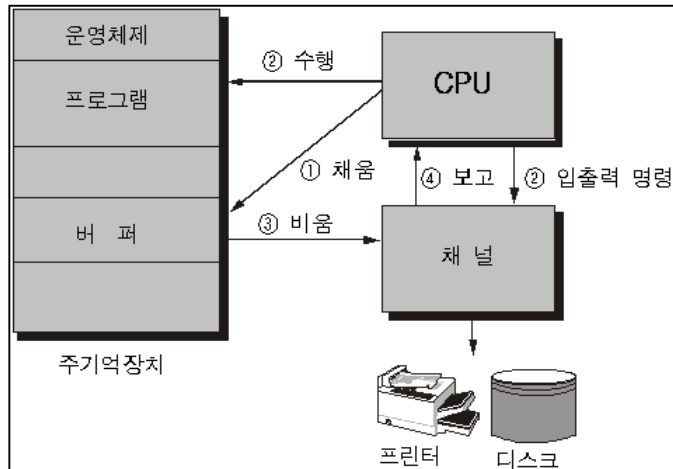 운영체제
② 수행
CPU
프로그램
① 채움
④ 보고
② 입출력 명령
버 퍼
③ 비움
채 널
주기억장치
프린터
디스크